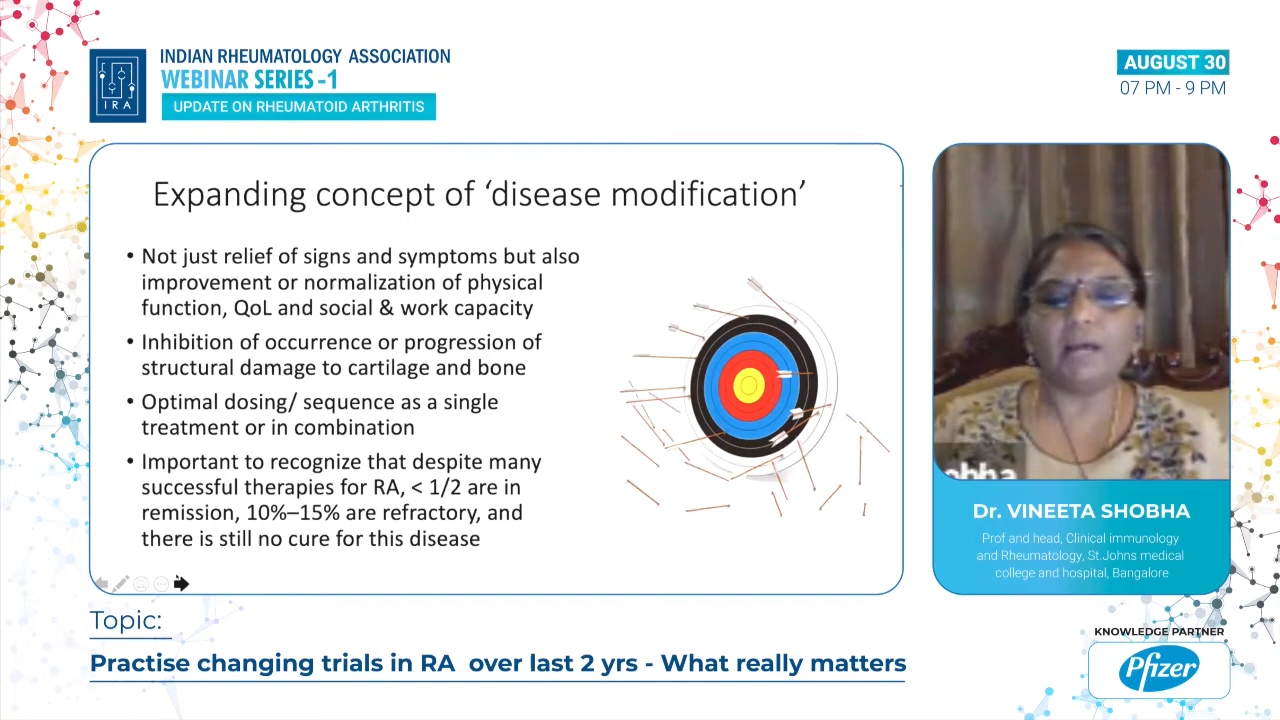 INDIAN RHEUMATOLOGY ASSOCIATION
WEBINAR SERIES -1
UPDATE ON RHEUMATOID ARTHRITIS
IRA
AUGUST 30
07 PM - 9 PM
Expanding concept of ‘disease modification’
• Not just relief of signs and symptoms but also
improvement or normalization of physical
function, QoL and social & work capacity
• Inhibition of occurrence or progression of
structural damage to cartilage and bone
• Optimal dosing/ sequence as a single
treatment or in combination
• Important to recognize that despite many
successful therapies for RA, < 1/2 are in
remission, 10%–15% are refractory, and
there is still no cure for this disease
Dr. VINEETA SHOBHA
Prof and head, Clinical immunology
and Rheumatology, St.Johns medical
college and hospital, Bangalore
Topic:
Practise changing trials in RA over last 2 yrs - What really matters
KNOWLEDGE PARTNER
Pfizer